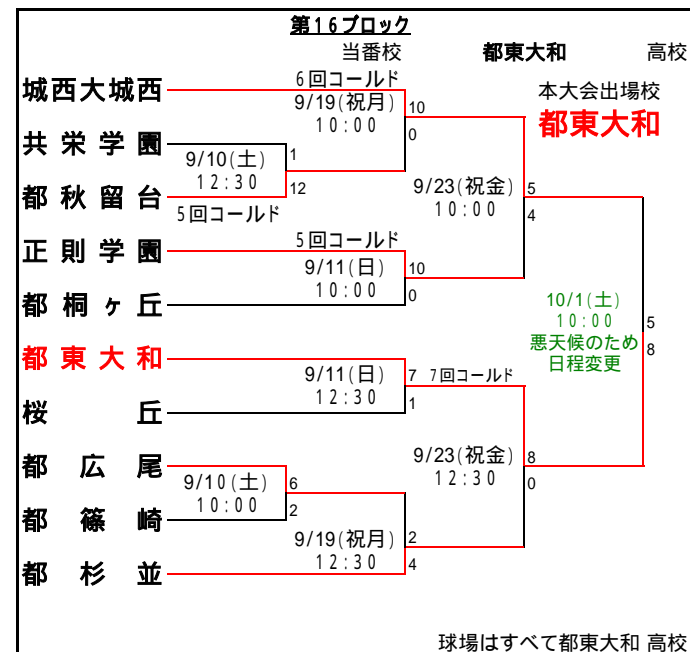 第16ブロック
当番校 都東大和 高校
城西大城西
6回コールド
9/19(祝月)
10:00
10
0
本大会出場校
都東大和
共栄学園
9/10(土)
12:30
1
12
都秋留台
5回コールド
9/23(祝金)
10:00
5
4
正則学園
5回コールド
9/11(日)
10:00
10
0
都桐ヶ丘
10/1(土)
10:00
悪天候のため
日程変更
5
8
都東大和
9/11(日)
12:30
7
1
7回コールド
桜丘
都広尾
9/10(土)
10:00
6
2
9/23(祝金)
12:30
8
0
都篠崎
9/19(祝月)
12:30
2
4
都杉並
球場はすべて都東大和 高校